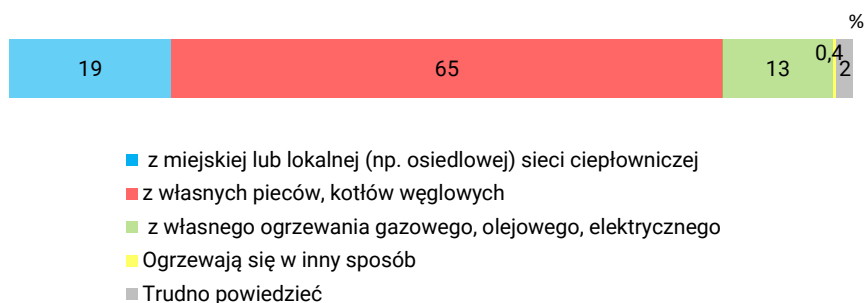 %
19 65 13 0,4 2
z miejskiej lub lokalnej (np. osiedlowej) sieci ciepłowniczej
z własnych pieców, kotłów węglowych
z własnego ogrzewania gazowego, olejowego, elektrycznego
Ogrzewają się w inny sposób
Trudno powiedzieć